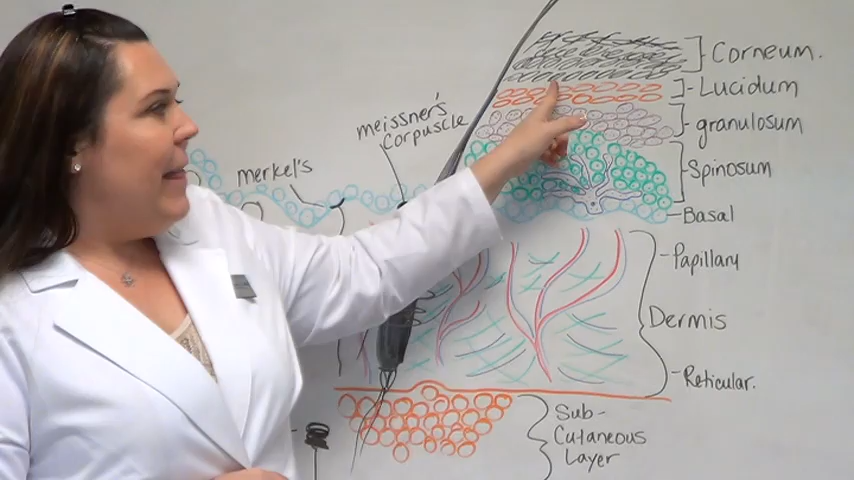 Corneum.
Lucidum
granulosum
Spinosum
Basal
merkel's
meissner's
Corpuscle
Papillary
Dermis
Reticular.
Sub-
Cutaneous
Layer